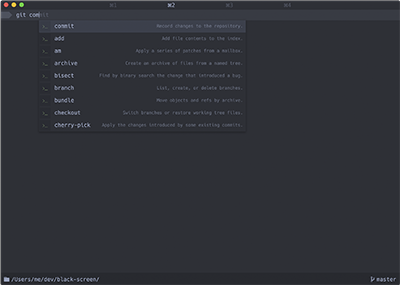 ⌘1 ⌘2 ⌘3 ⌘4
git commit
commit Record changes to the repository.
add Add file contents to the index.
am Apply a series of patches from a mailbox.
archive Create an archive of files from a named tree.
bisect Find by binary search the change that introduced a bug.
branch List, create, or delete branches.
bundle Move objects and refs by archive.
checkout Switch branches or restore working tree files.
cherry-pick Apply the changes introduced by some existing commits.
/Users/me/dev/black-screen/ master